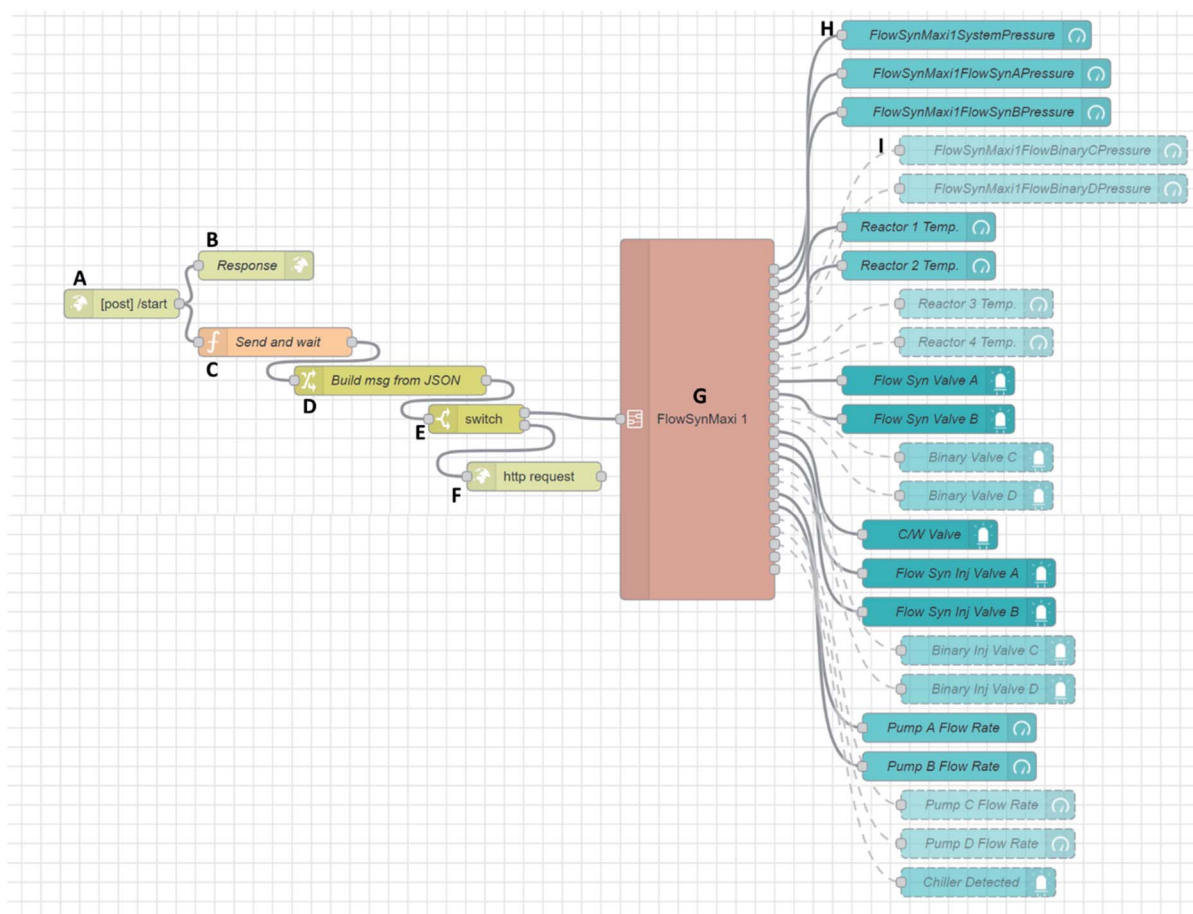 H
FlowSynMaxi1SystemPressure
FlowSynMaxi1FlowSynAPressure
FlowSynMaxi1FlowSynBPressure
I
FlowSynMaxi1FlowBinaryCPressure
FlowSynMaxi1FlowBinaryDPressure
Reactor 1 Temp.
Reactor 2 Temp.
Reactor 3 Temp.
Reactor 4 Temp.
A
[post] /start
B
Response
C
Send and wait
D
Build msg from JSON
E
switch
F
http request
G
FlowSynMaxi 1
Flow Syn Valve A
Flow Syn Valve B
Binary Valve C
Binary Valve D
C/W Valve
Flow Syn Inj Valve A
Flow Syn Inj Valve B
Binary Inj Valve C
Binary Inj Valve D
Pump A Flow Rate
Pump B Flow Rate
Pump C Flow Rate
Pump D Flow Rate
Chiller Detected